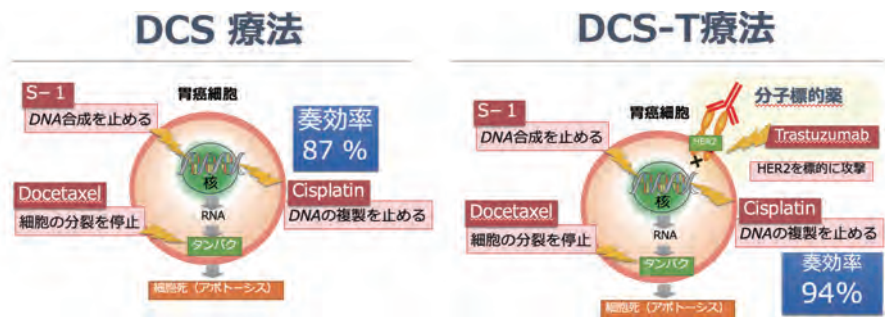 DCS 療法
S-1
DNA合成を止める
胃癌細胞
奏効率
87 %
核
Docetaxel
細胞の分裂を停止
Cisplatin
DNAの複製を止める
RNA
タンパク
細胞死（アポトーシス）
DCS-T療法
S-1
DNA合成を止める
胃癌細胞
分子標的薬
HER2
Trastuzumab
HER2を標的に攻撃
核
Docetaxel
細胞の分裂を停止
Cisplatin
DNAの複製を止める
RNA
タンパク
細胞死（アポトーシス）
奏効率
94%